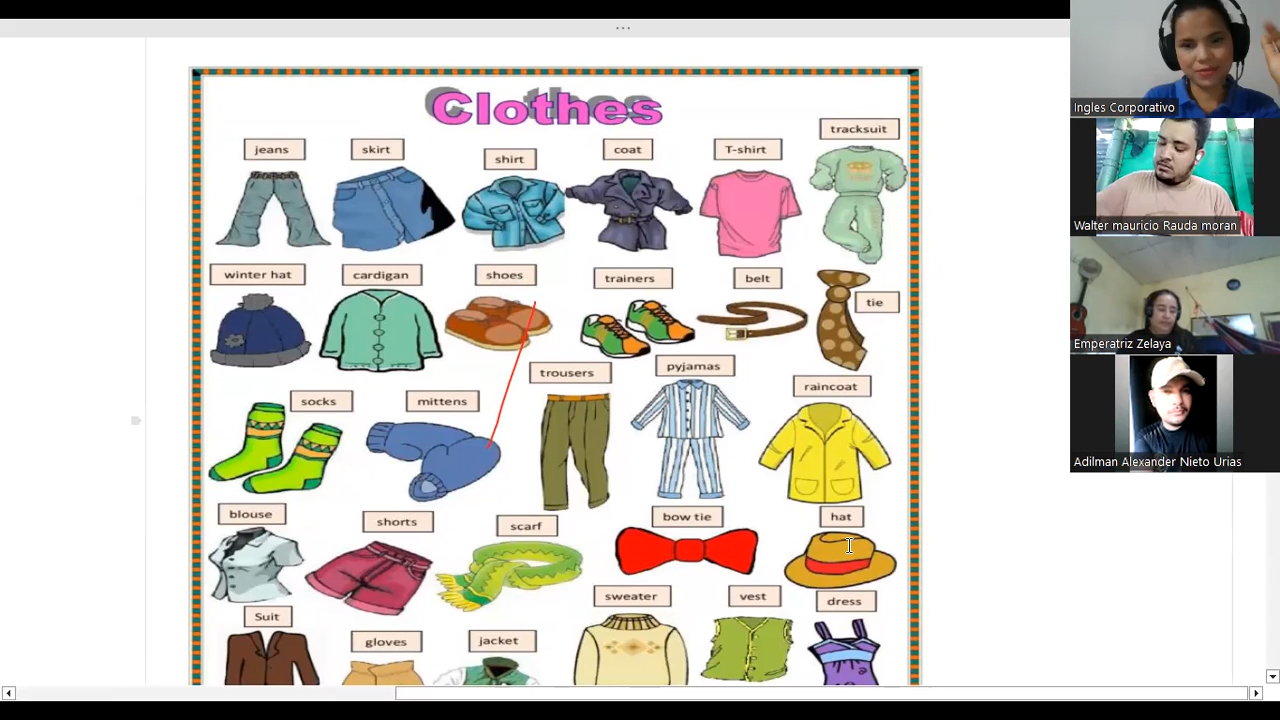 Clothes
jeans
skirt
shirt
coat
T-shirt
tracksuit
winter hat
cardigan
shoes
trainers
belt
tie
socks
mittens
trousers
pyjamas
raincoat
blouse
shorts
scarf
bow tie
hat
Suit
gloves
jacket
sweater
vest
dress
Ingles Corporativo
Walter mauricio Rauda moran
Emperatriz Zelaya
Adilman Alexander Nieto Urias